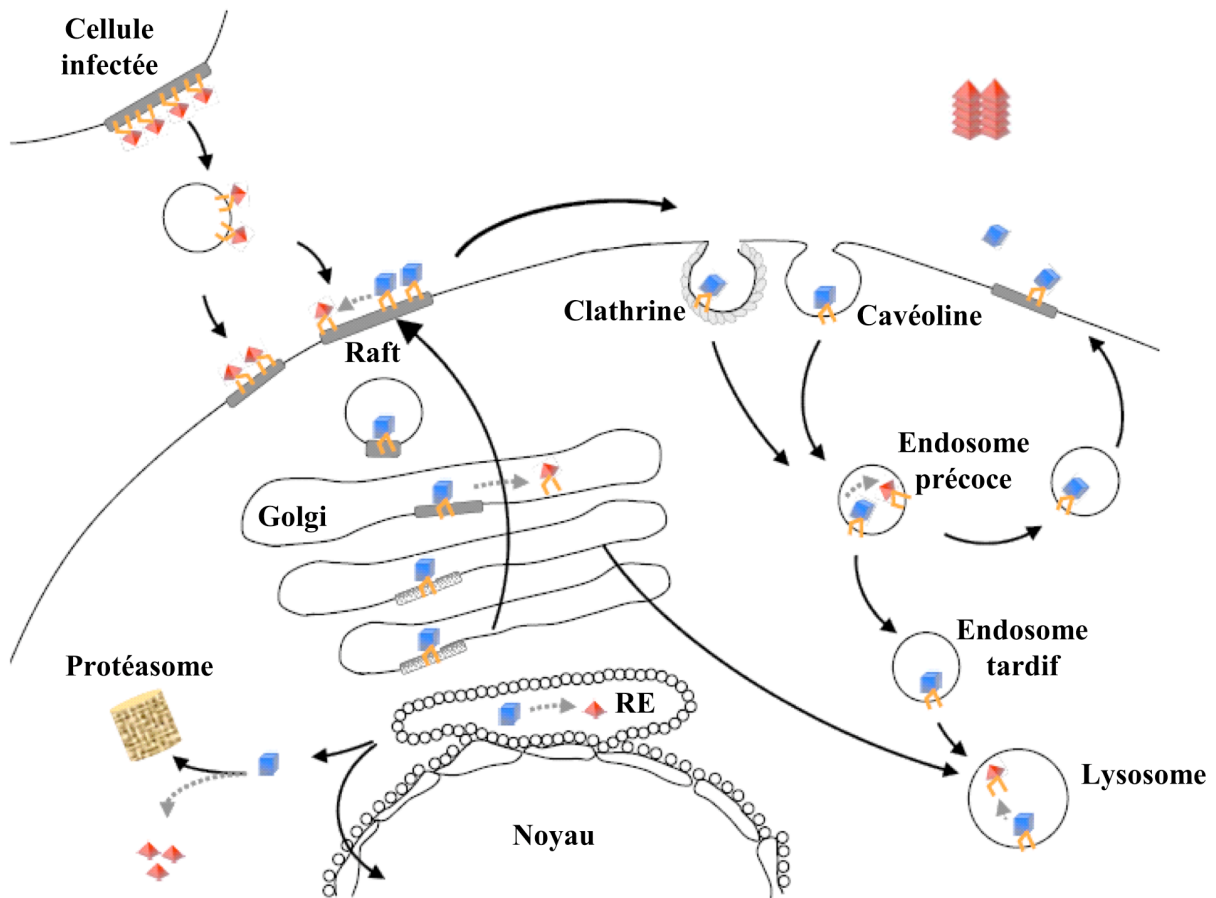 Cellule
infectée
Clathrine
Cavéoline
Raft
Endosome
précoce
Golgi
Endosome
tardif
Protéasome
RE
Lysosome
Noyau